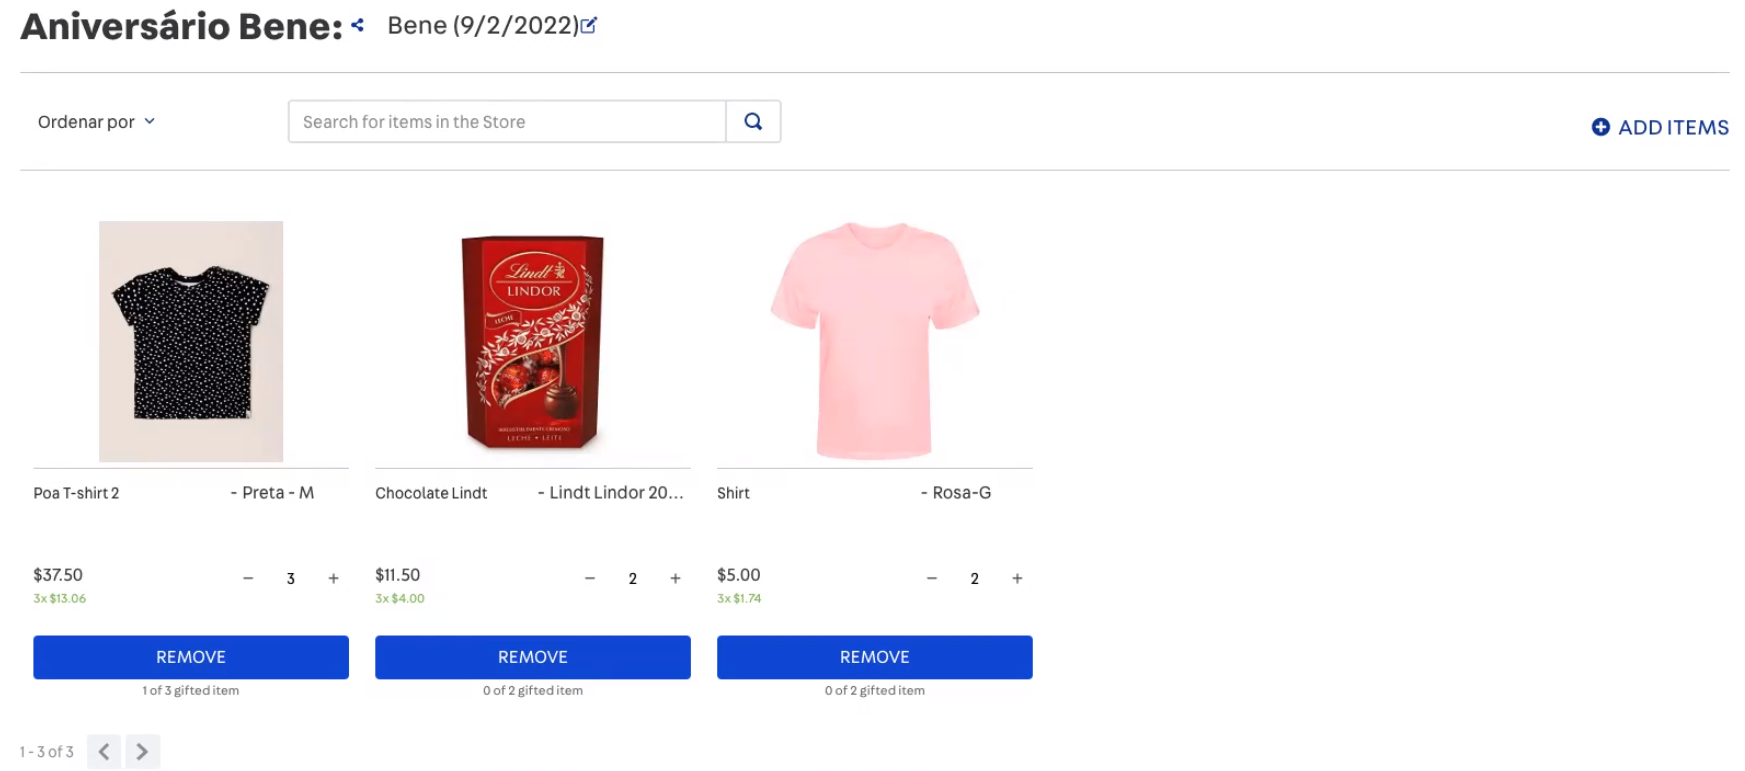 Aniversário Bene: Bene (9/2/2022)
Ordenar por
Search for items in the Store
ADD ITEMS
Lindt
LINDOR
LECHE
LECHE • LEITE
Poa T-shirt 2 - Preta - M
Chocolate Lindt - Lindt Lindor 20...
Shirt - Rosa-G
$37.50 − 3 +
3x $13.06
$11.50 − 2 +
3x $4.00
$5.00 − 2 +
3x $1.74
REMOVE
1 of 3 gifted item
REMOVE
0 of 2 gifted item
REMOVE
0 of 2 gifted item
1 - 3 of 3